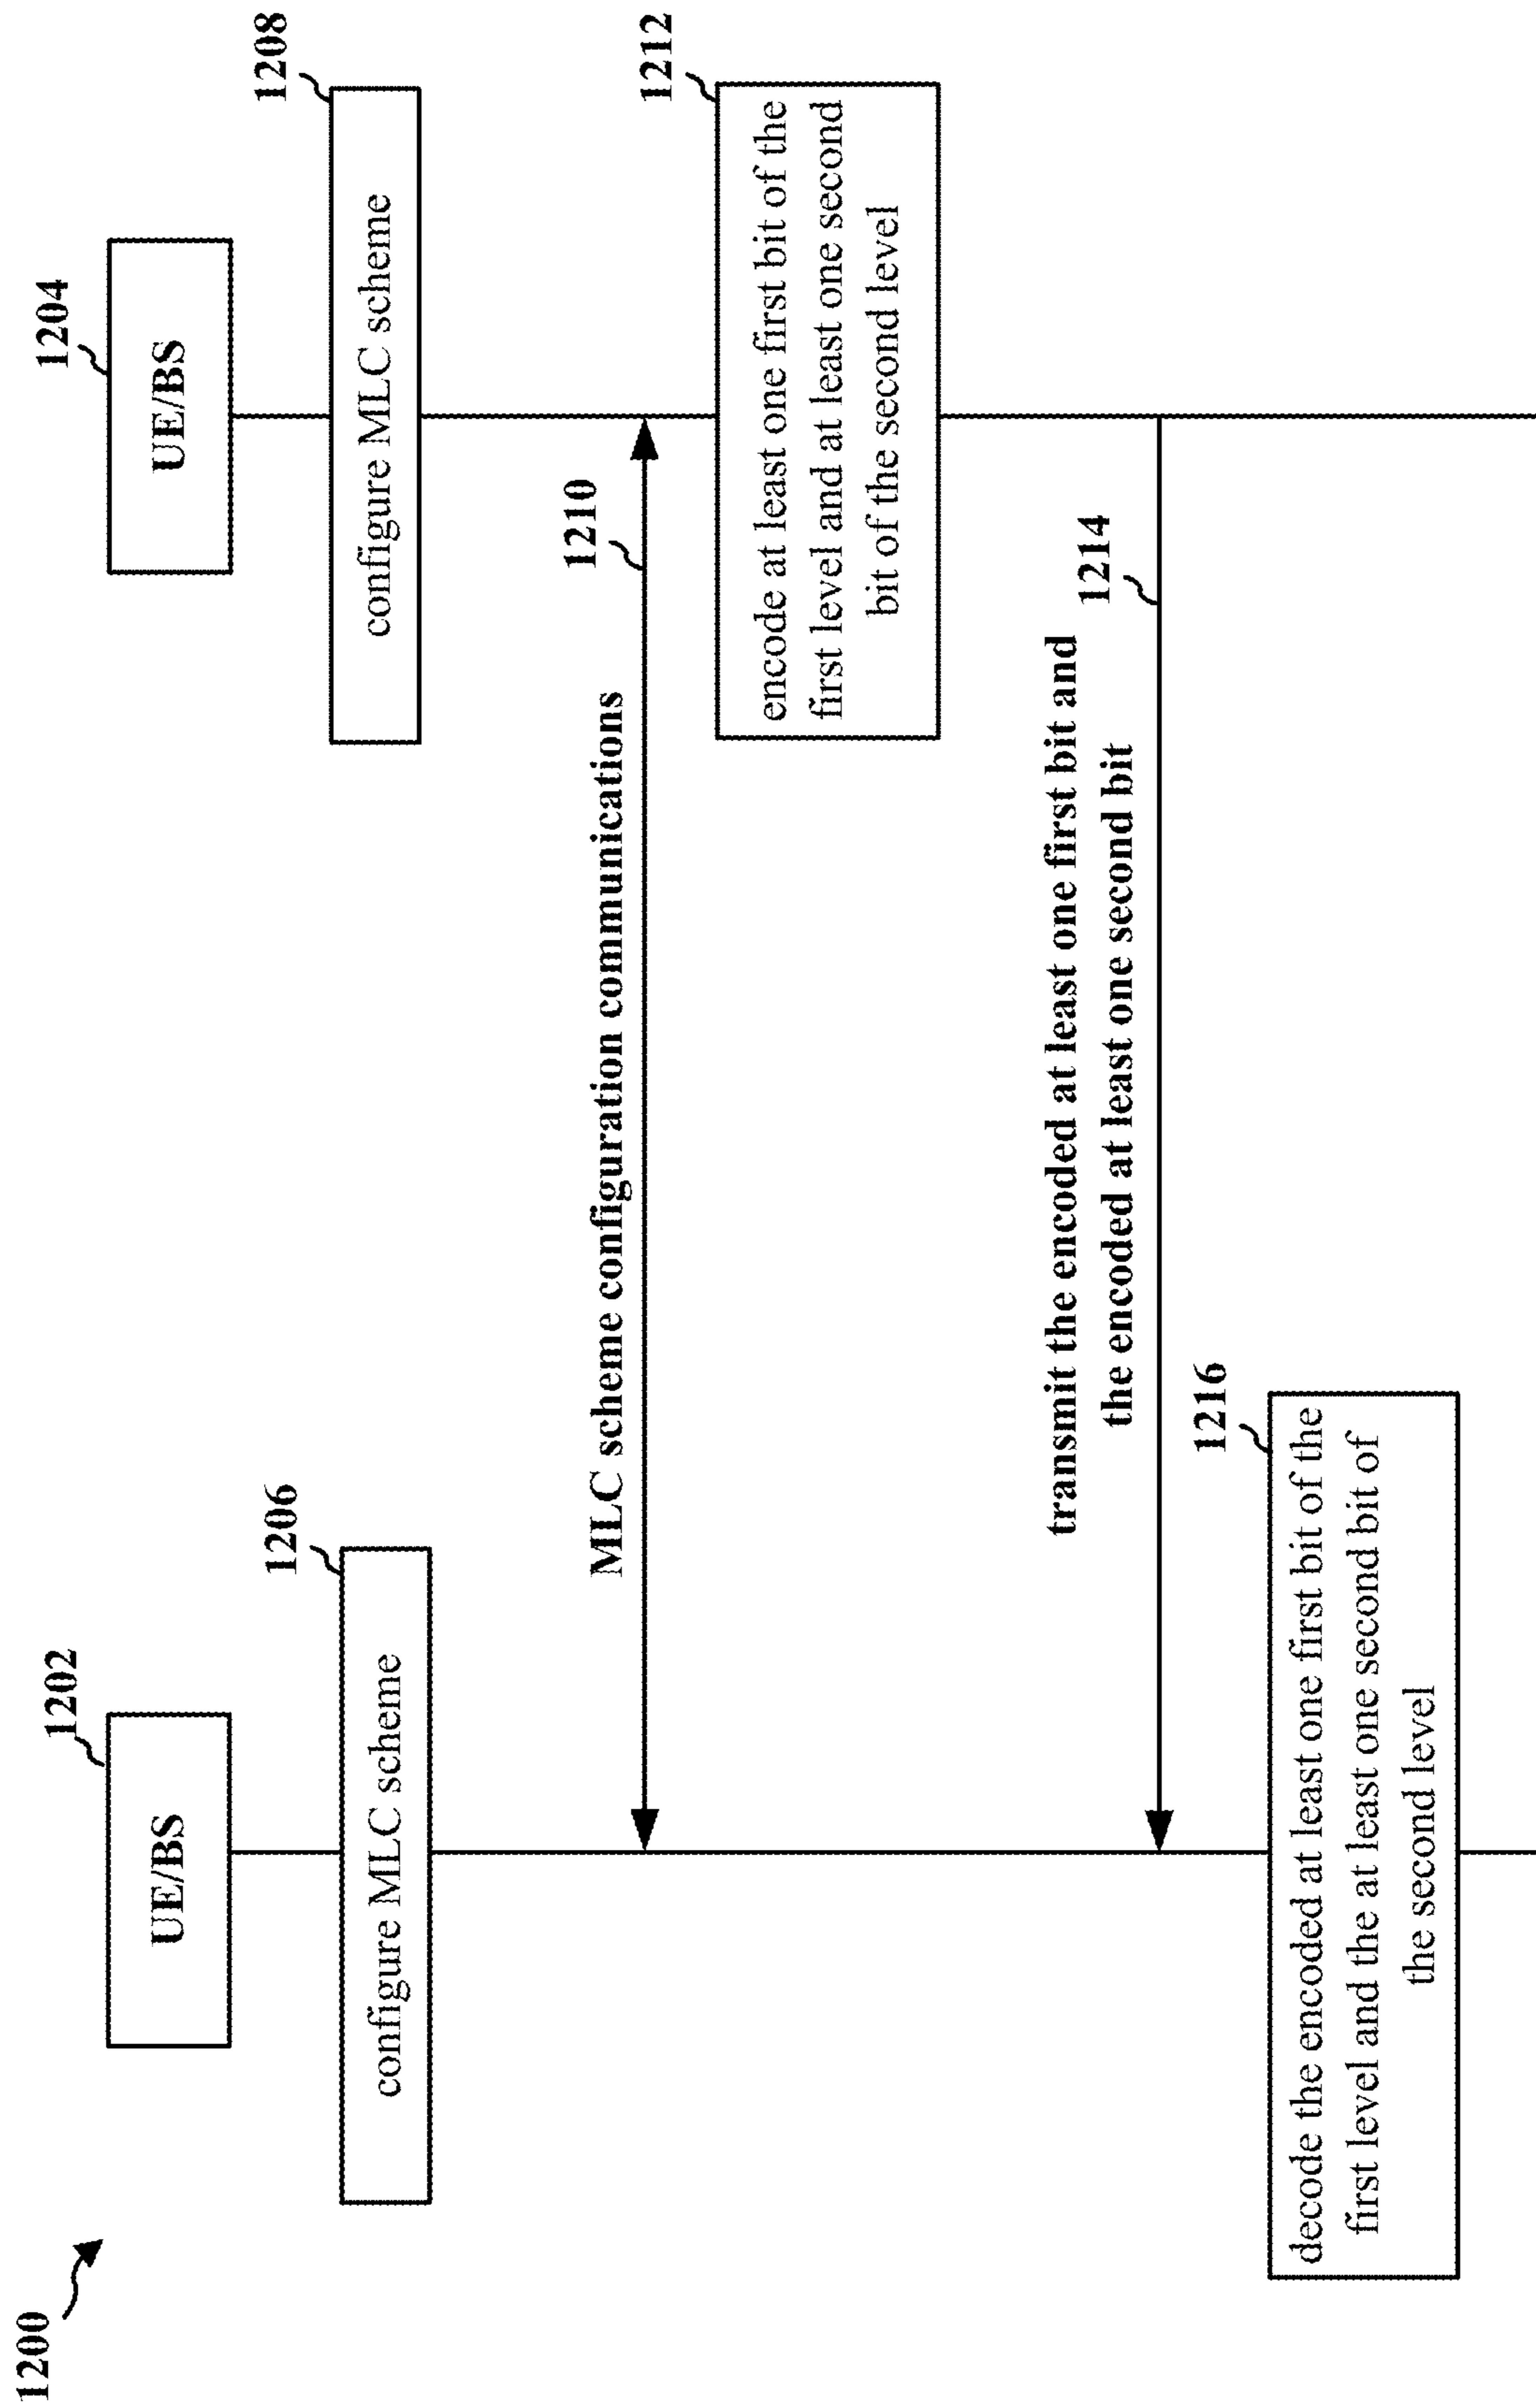 1200
1202
UE/BS
1204
UE/BS
1206
configure MLC scheme
1208
configure MLC scheme
MLC scheme configuration communications
1210
1212
encode at least one first bit of the
first level and at least one second
bit of the second level
transmit the encoded at least one first bit and
the encoded at least one second bit
1214
1216
decode the encoded at least one first bit of the
first level and the at least one second bit of
the second level